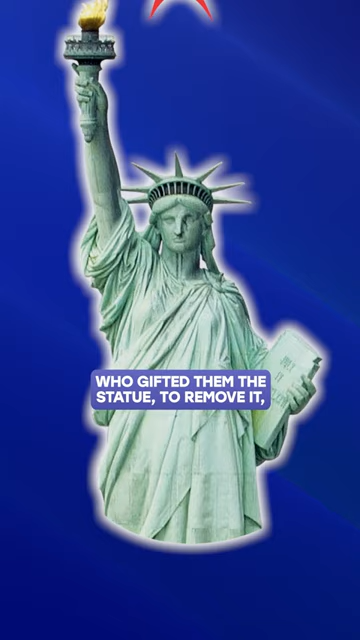 WHO GIFTED THEM THE
STATUE, TO REMOVE IT,